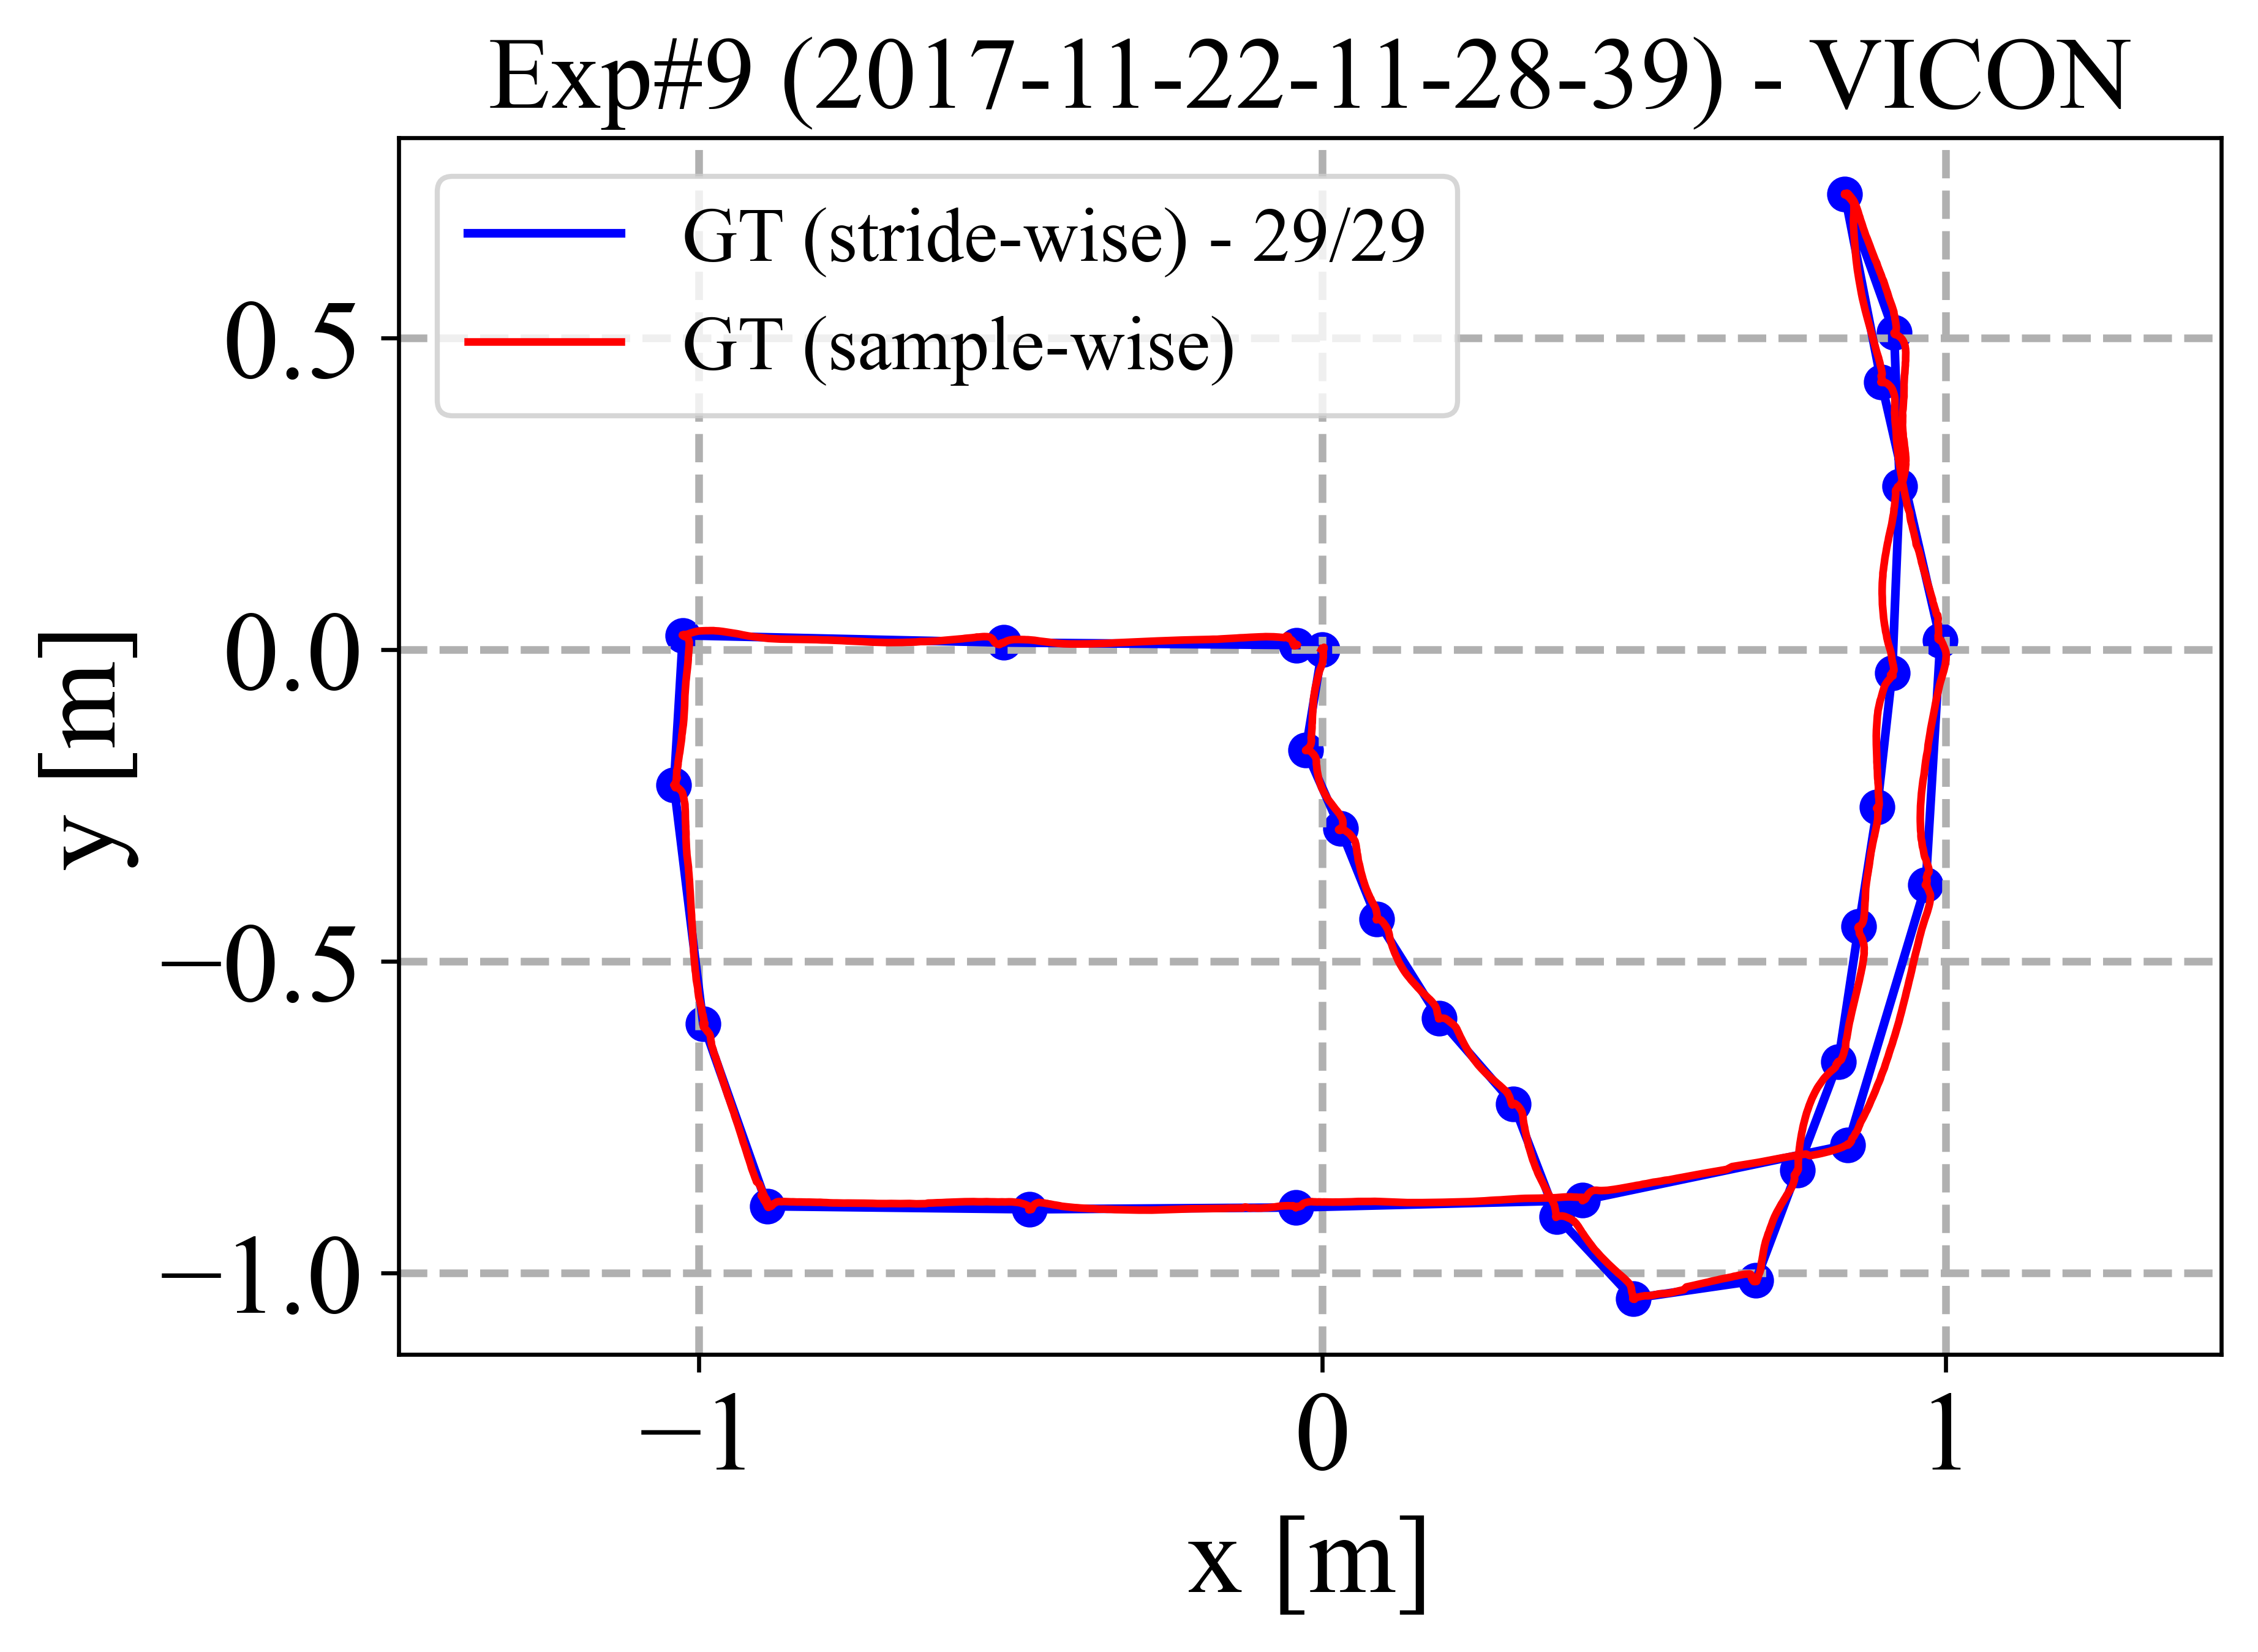 Exp#9 (2017-11-22-11-28-39) - VICON
GT (stride-wise) - 29/29
GT (sample-wise)
0.5
0.0
−0.5
−1.0
y [m]
−1 0 1
x [m]